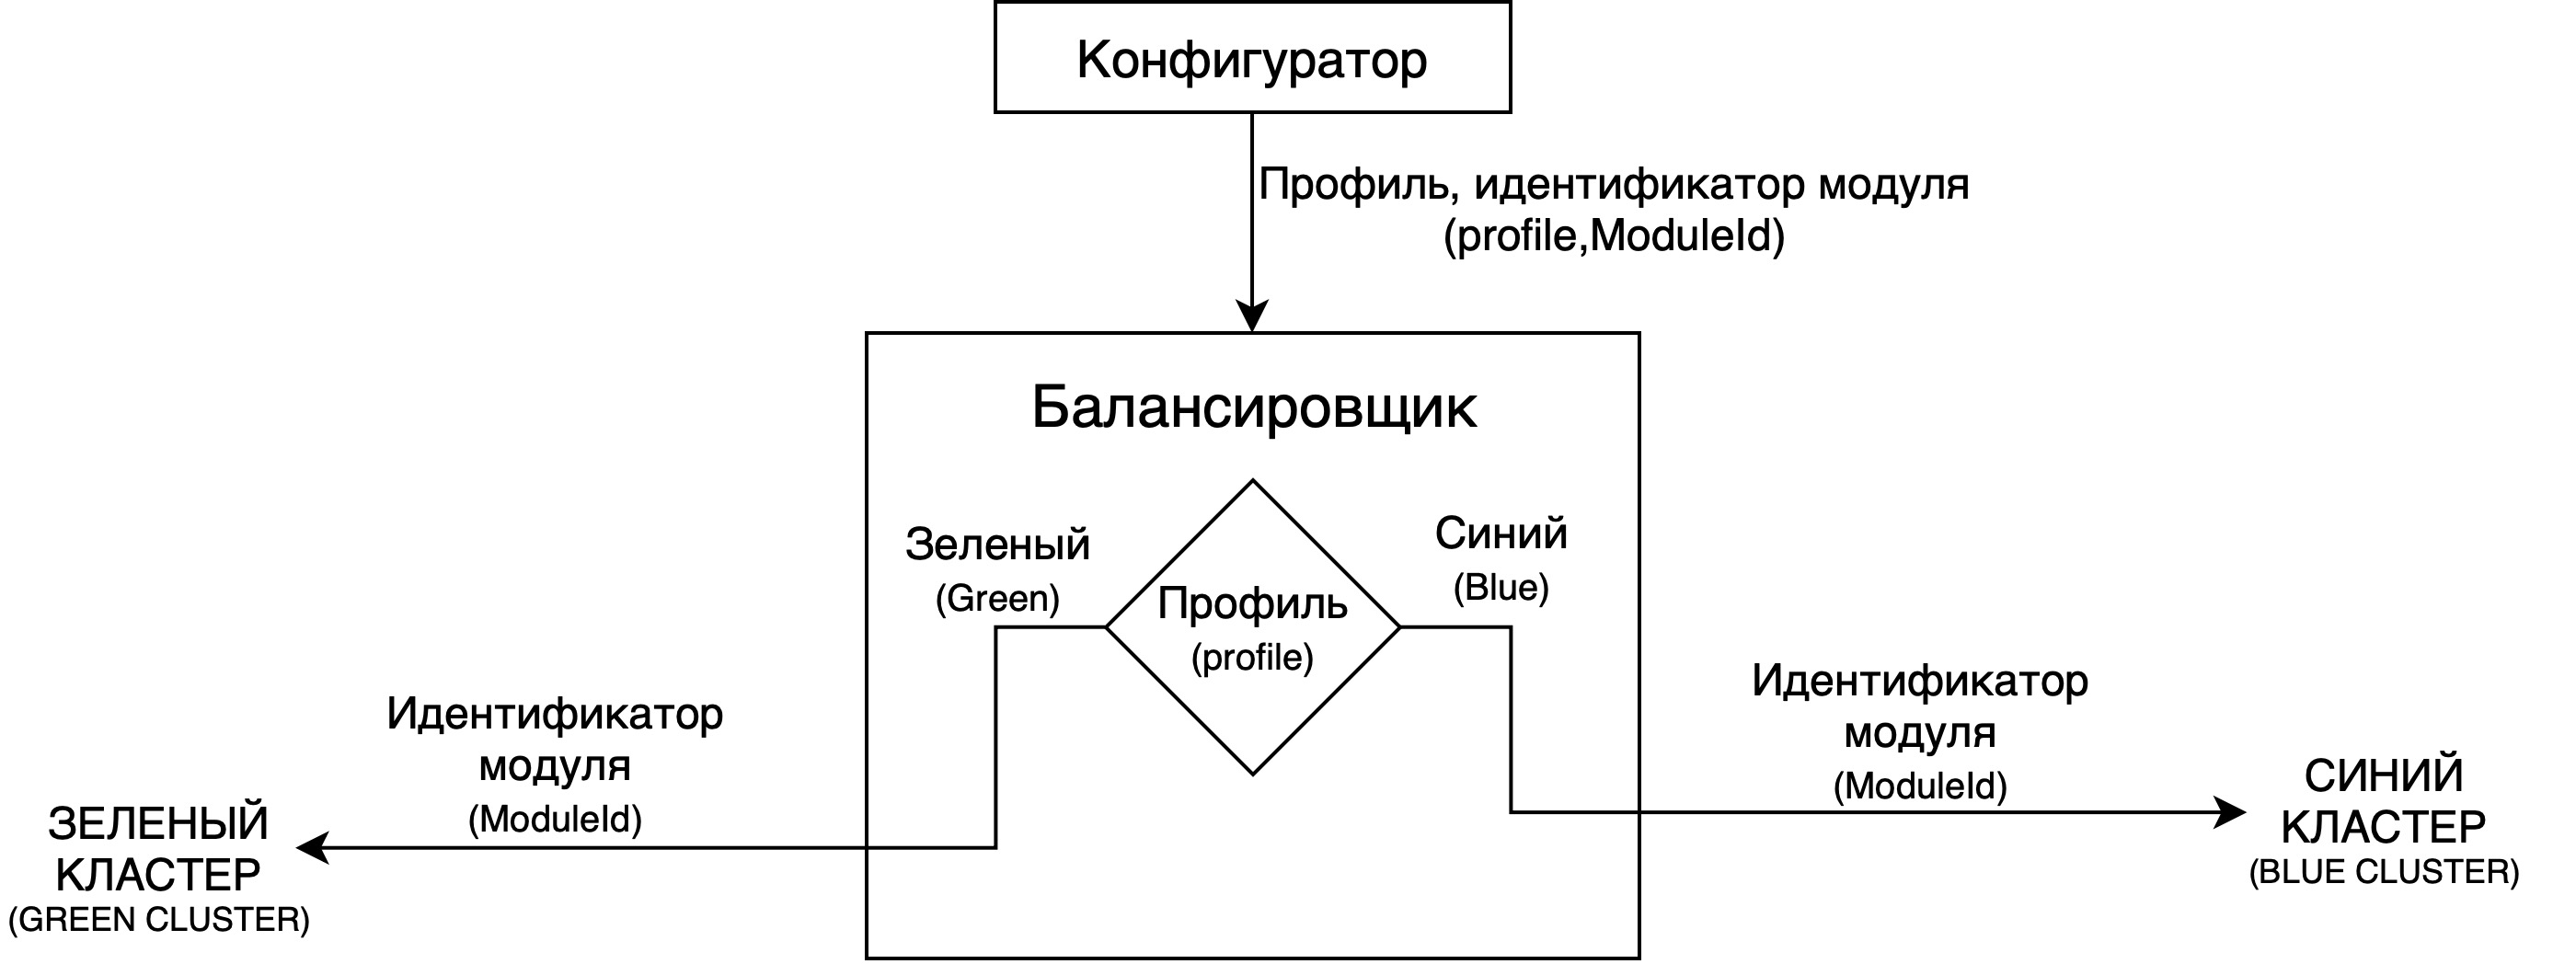 Конфигуратор
Профиль, идентификатор модуля
(profile,ModuleId)
Балансировщик
Зеленый
(Green)
Синий
(Blue)
Профиль
(profile)
Идентификатор
модуля
(ModuleId)
Идентификатор
модуля
(ModuleId)
ЗЕЛЕНЫЙ
КЛАСТЕР
(GREEN CLUSTER)
СИНИЙ
КЛАСТЕР
(BLUE CLUSTER)